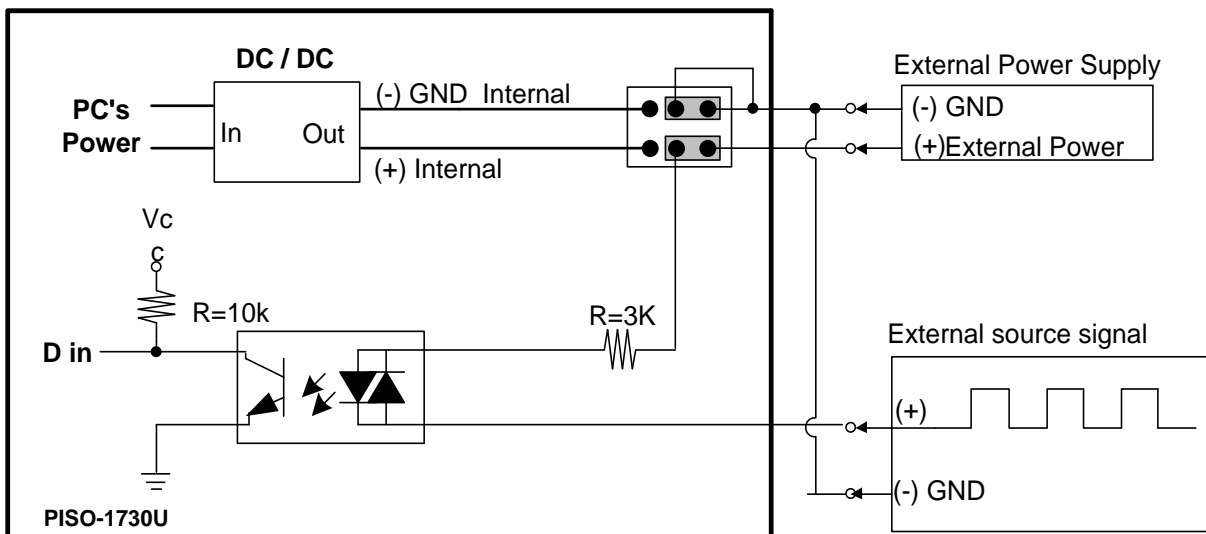 DC / DC
External Power Supply
PC's
Power
In
Out
(-) GND Internal
(+) Internal
(-) GND
(+)External Power
Vc
c
R=10k
R=3K
D in
External source signal
(+)
(-) GND
PISO-1730U